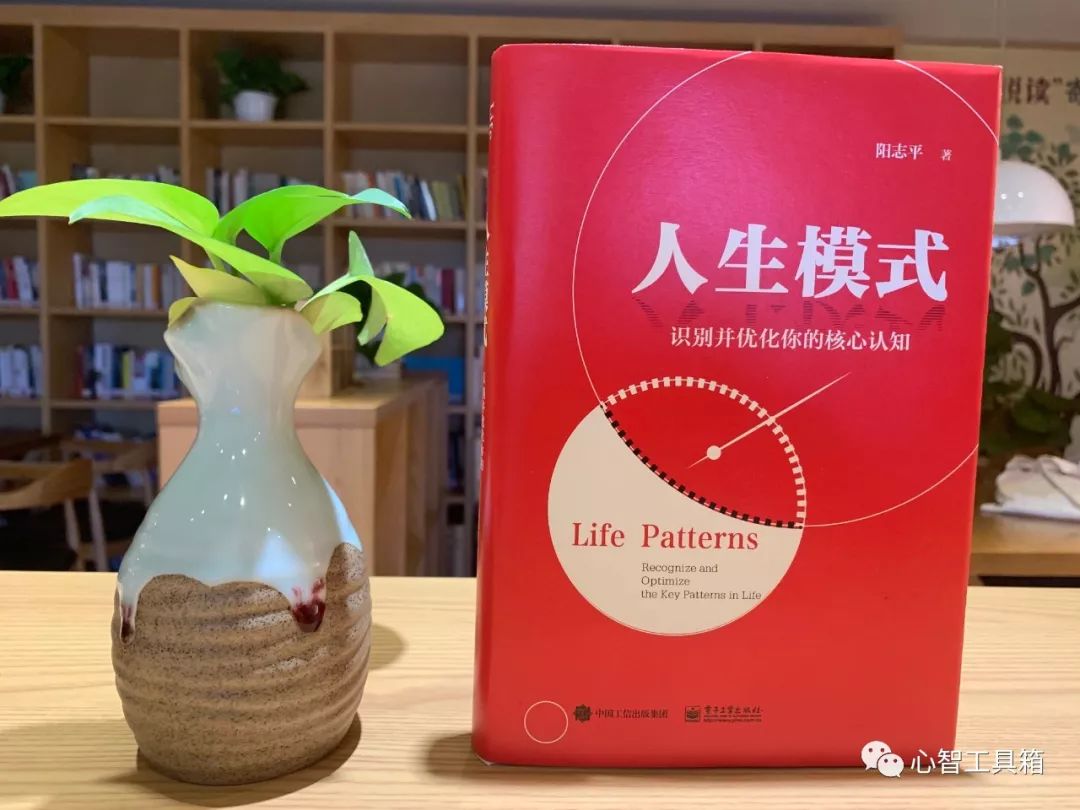 阳志平 著
人生模式
识别并优化你的核心认知
Life Patterns
Recognize and
Optimize
the Key Patterns in Life
中国工信出版集团
电子工业出版社
悦读”
心智工具箱